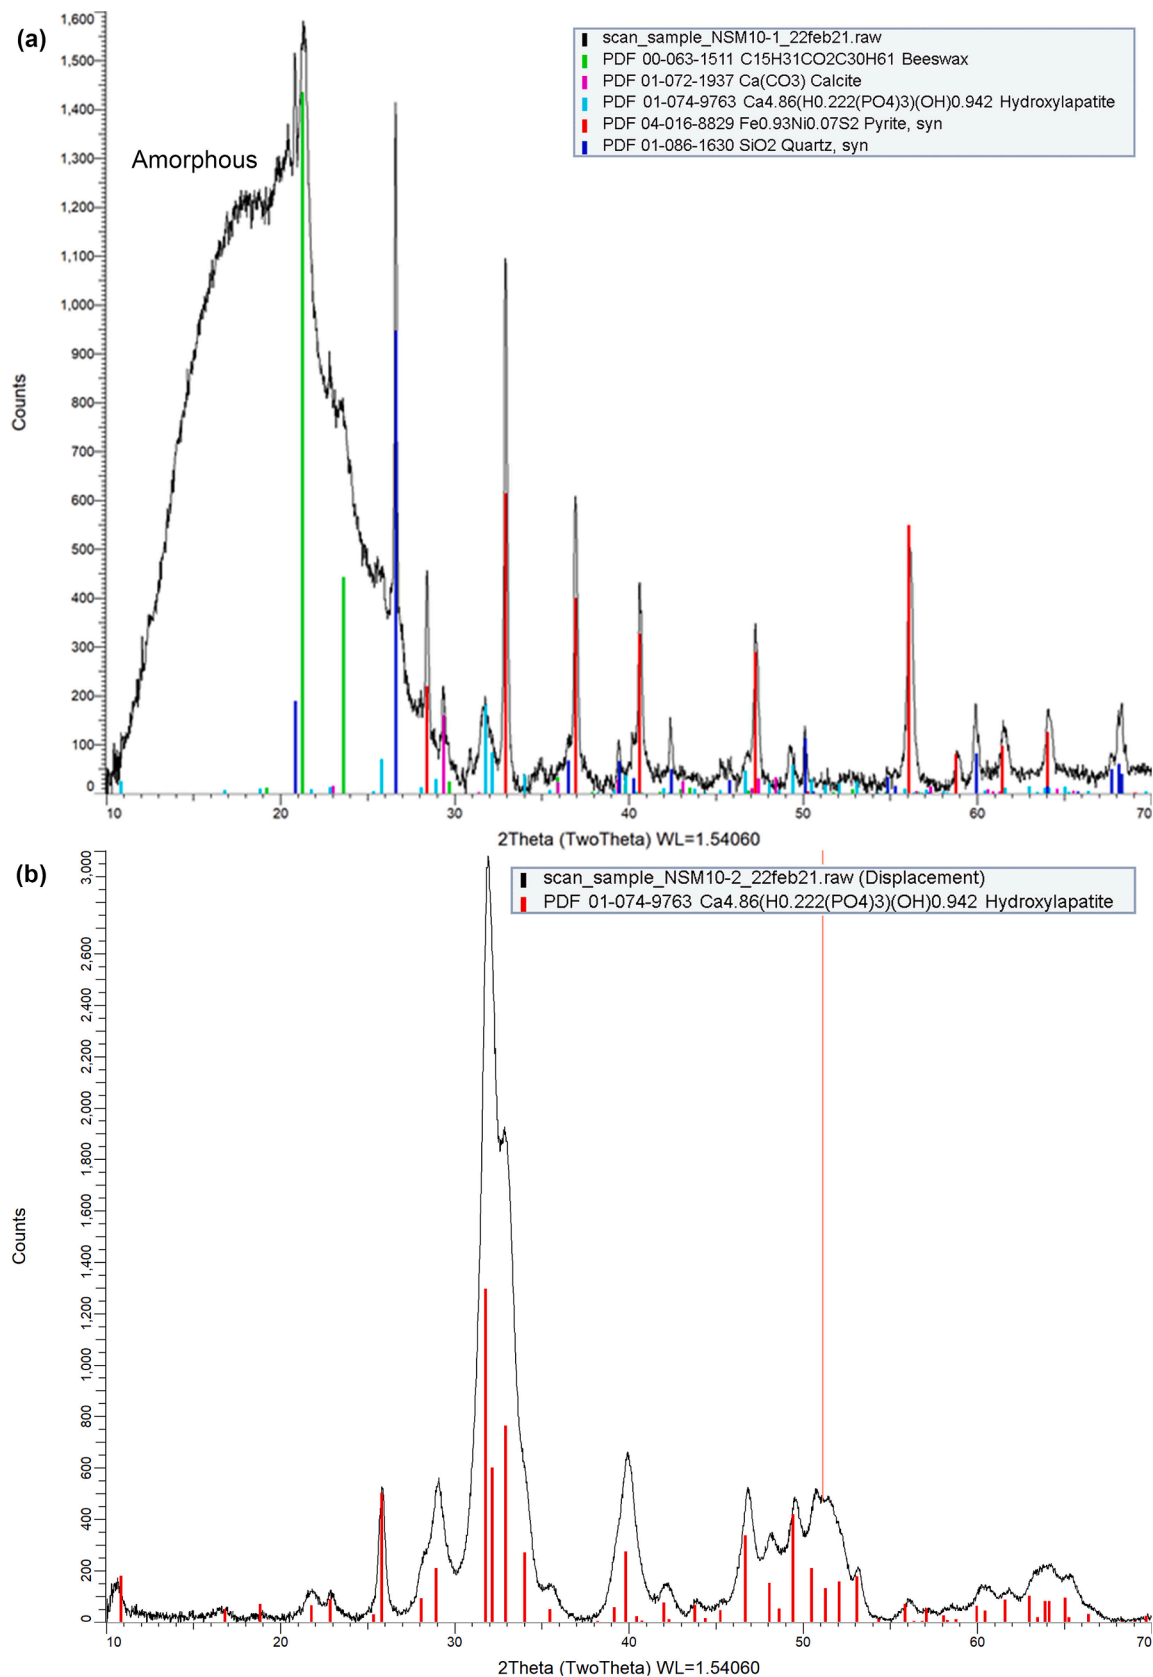 (a)
scan_sample_NSM10-1_22feb21.raw
PDF 00-063-1511 C15H31CO2C30H61 Beeswax
PDF 01-072-1937 Ca(CO3) Calcite
PDF 01-074-9763 Ca4.86(H0.222(PO4)3)(OH)0.942 Hydroxylapatite
PDF 04-016-8829 Fe0.93Ni0.07S2 Pyrite, syn
PDF 01-086-1630 SiO2 Quartz, syn
Amorphous
1,600
1,500
1,400
1,300
1,200
1,100
1,000
900
800
700
600
500
400
300
200
100
0
Counts
10 20 30 40 50 60 70
2Theta (TwoTheta) WL=1.54060
(b)
scan_sample_NSM10-2_22feb21.raw (Displacement)
PDF 01-074-9763 Ca4.86(H0.222(PO4)3)(OH)0.942 Hydroxylapatite
3,000
2,600
2,400
2,200
2,000
1,800
1,600
1,400
1,200
1,000
800
600
400
200
0
Counts
10 20 30 40 50 60 70
2Theta (TwoTheta) WL=1.54060